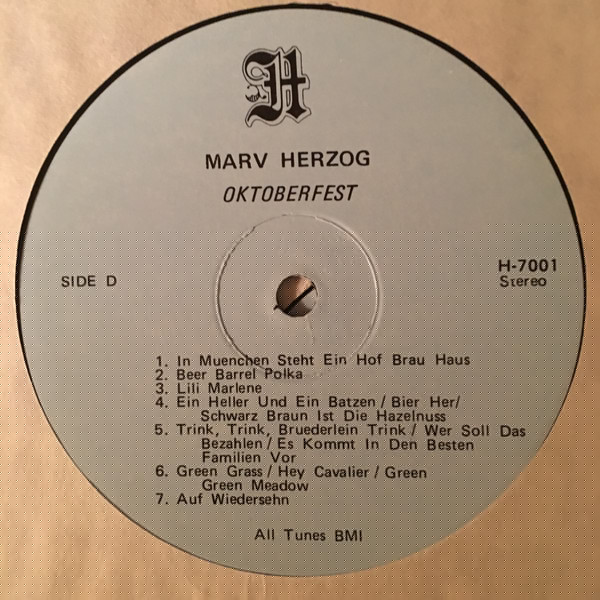 H
MARV HERZOG
OKTOBERFEST
SIDE D
H-7001
Stereo
1. In Muenchen Steht Ein Hof Brau Haus
2. Beer Barrel Polka
3. Lili Marlene
4. Ein Heller Und Ein Batzen / Bier Her/
Schwarz Braun Ist Die Hazelnuss
5. Trink, Trink, Bruederlein Trink / Wer Soll Das
Bezahlen / Es Kommt In Den Besten
Familien Vor
6. Green Grass / Hey Cavalier / Green
Green Meadow
7. Auf Wiedersehn
All Tunes BMI